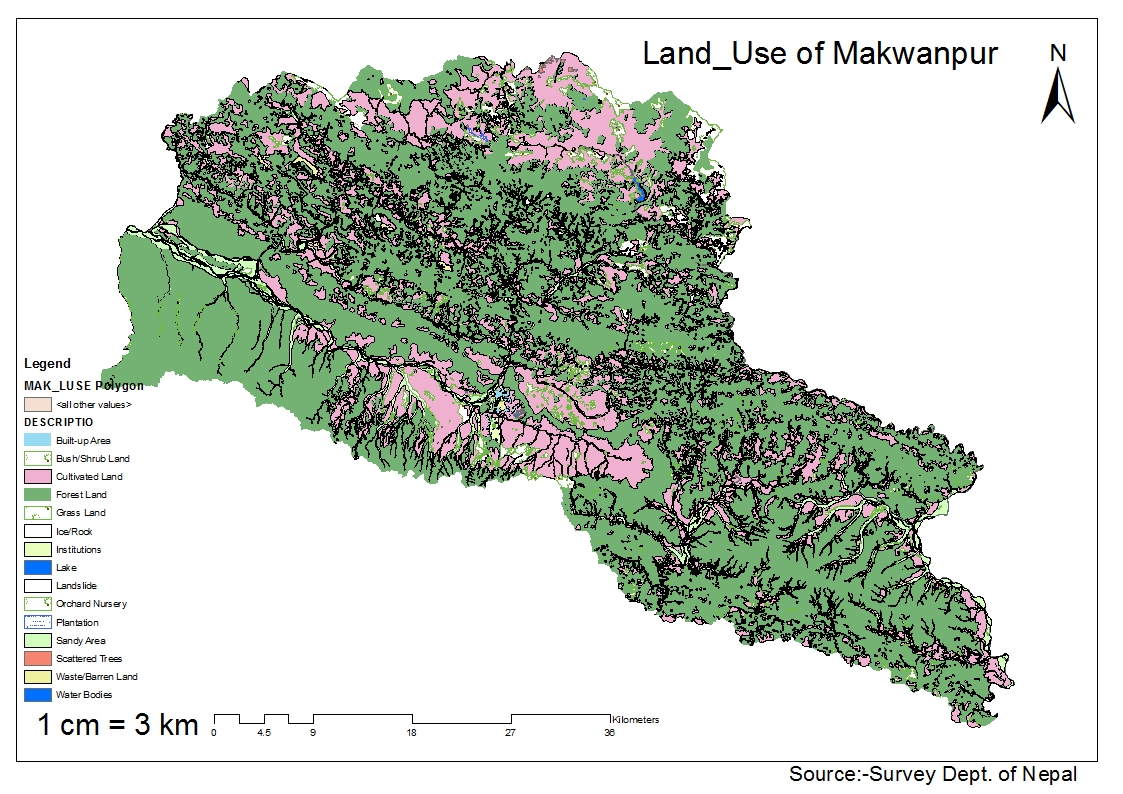 Land_Use of Makwanpur
N
Legend
MAK_LUSE Polygon
<all other values>
DESCRIPTIO
Built-up Area
Bush/Shrub Land
Cultivated Land
Forest Land
Grass Land
Ice/Rock
Institutions
Lake
Landslide
Orchard Nursery
Plantation
Sandy Area
Scattered Trees
Waste/Barren Land
Water Bodies
1 cm = 3 km
Kilometers
0 4.5 9 18 27 36
Source:-Survey Dept. of Nepal